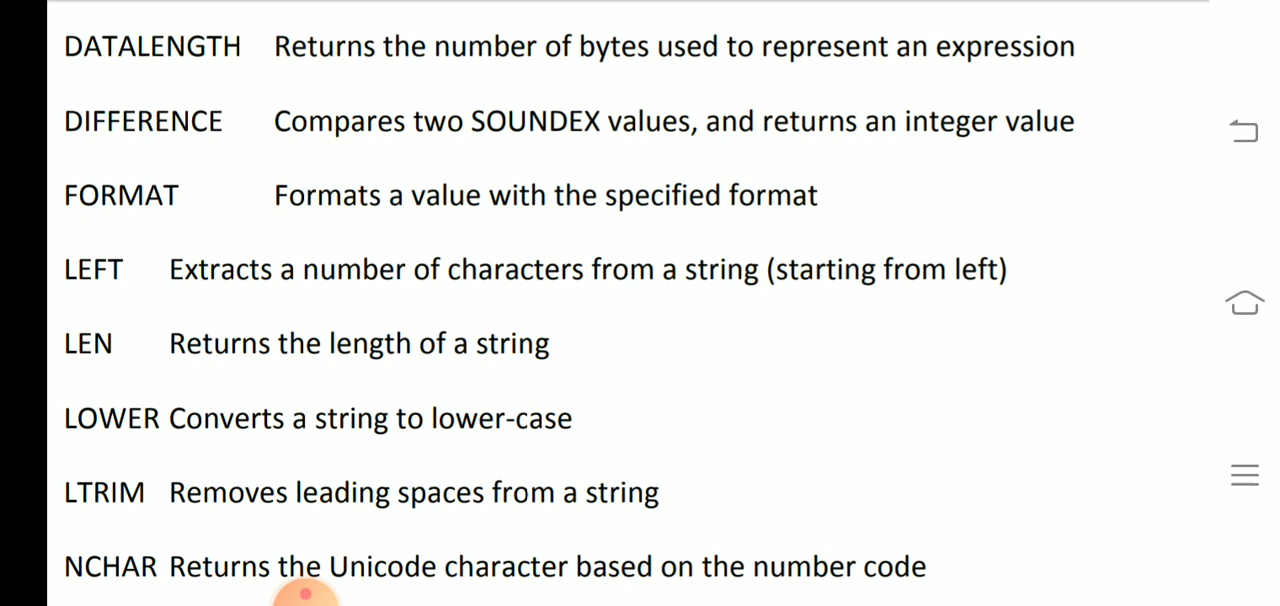 DATALENGTH Returns the number of bytes used to represent an expression
DIFFERENCE Compares two SOUNDEX values, and returns an integer value
FORMAT Formats a value with the specified format
LEFT Extracts a number of characters from a string (starting from left)
LEN Returns the length of a string
LOWER Converts a string to lower-case
LTRIM Removes leading spaces from a string
NCHAR Returns the Unicode character based on the number code